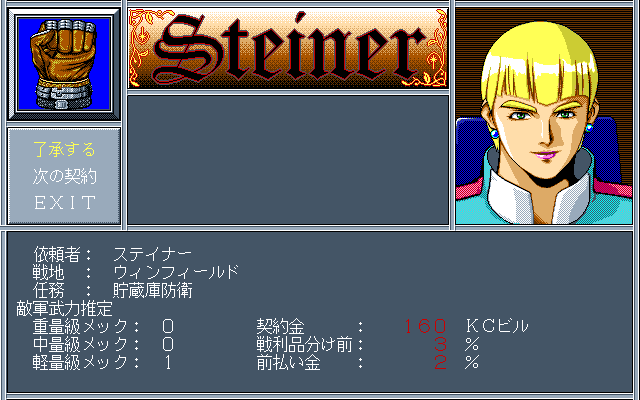 Steiner
了承する
次の契約
ＥＸＩＴ
依頼者： ステイナー
戦地 ： ウィンフィールド
任務 ： 貯蔵庫防衛
敵軍武力推定
重量級メック： ０ 契約金 ： １６０ ＫＣビル
中量級メック： ０ 戦利品分け前： ３ ％
軽量級メック： １ 前払い金 ： ２ ％